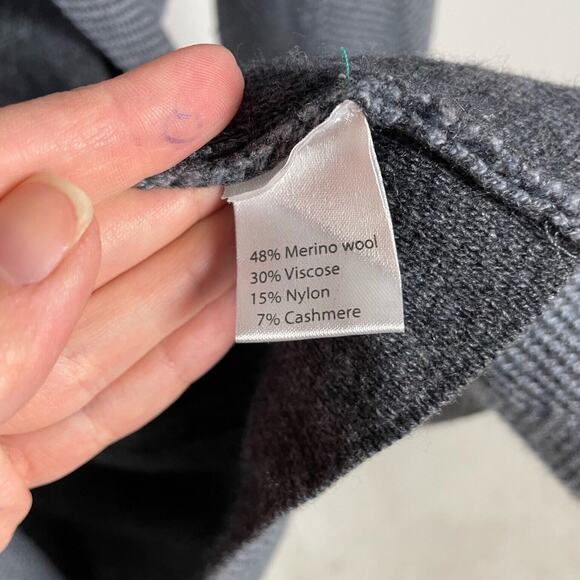 48% Merino wool
30% Viscose
15% Nylon
7% Cashmere